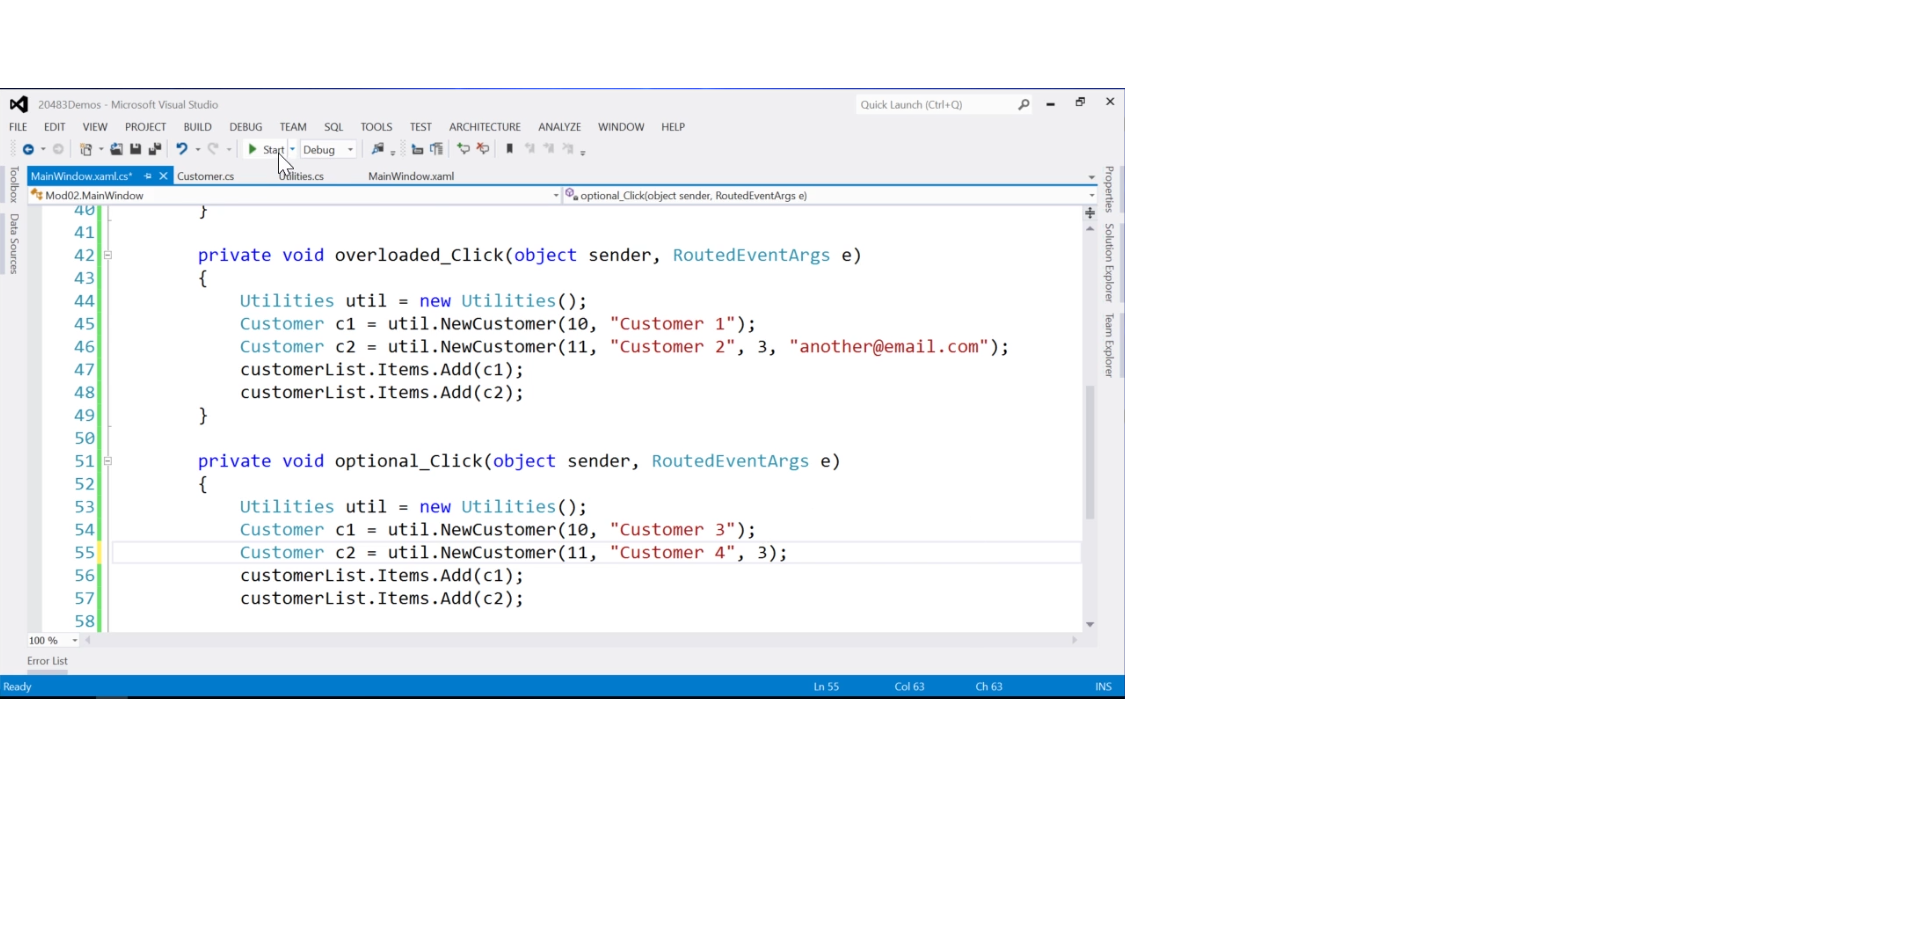 20483Demos - Microsoft Visual Studio
Quick Launch (Ctrl+Q)
FILE EDIT VIEW PROJECT BUILD DEBUG TEAM SQL TOOLS TEST ARCHITECTURE ANALYZE WINDOW HELP
Start Debug
MainWindow.xaml.cs* Customer.cs Utilities.cs MainWindow.xaml
Mod02.MainWindow optional_Click(object sender, RoutedEventArgs e)
Toolbox
Data Sources
40 }
41
42 private void overloaded_Click(object sender, RoutedEventArgs e)
43 {
44 Utilities util = new Utilities();
45 Customer c1 = util.NewCustomer(10, "Customer 1");
46 Customer c2 = util.NewCustomer(11, "Customer 2", 3, "another@email.com");
47 customerList.Items.Add(c1);
48 customerList.Items.Add(c2);
49 }
50
51 private void optional_Click(object sender, RoutedEventArgs e)
52 {
53 Utilities util = new Utilities();
54 Customer c1 = util.NewCustomer(10, "Customer 3");
55 Customer c2 = util.NewCustomer(11, "Customer 4", 3);
56 customerList.Items.Add(c1);
57 customerList.Items.Add(c2);
58
Properties
Solution Explorer
Team Explorer
100 %
Error List
Ready Ln 55 Col 63 Ch 63 INS